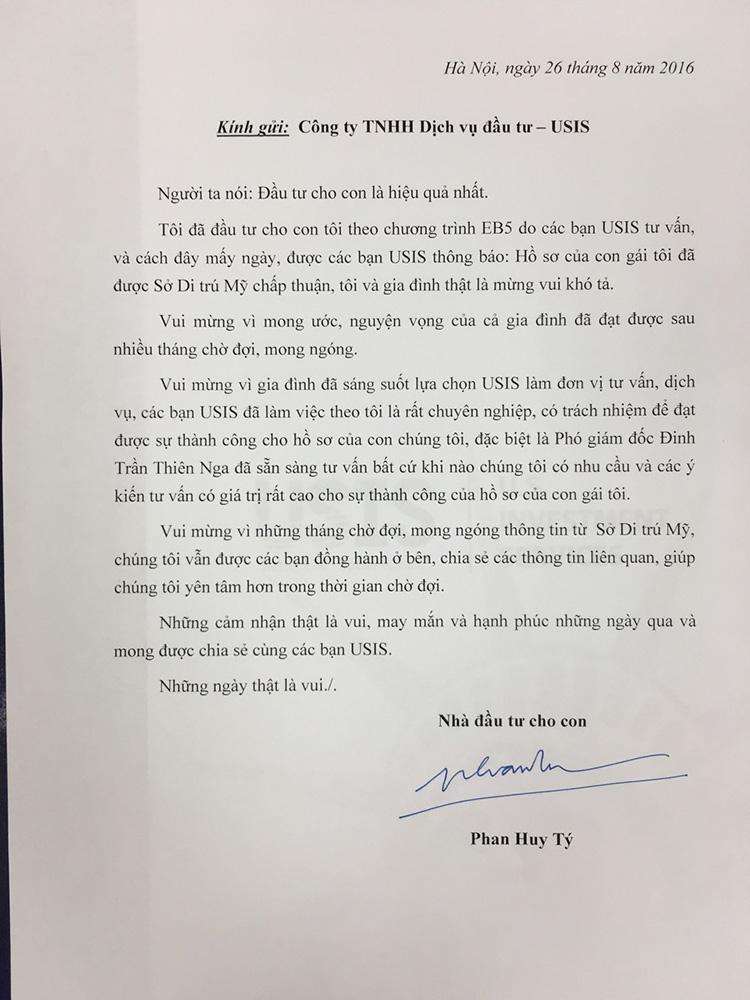 Hà Nội, ngày 26 tháng 8 năm 2016
Kính gửi: Công ty TNHH Dịch vụ đầu tư – USIS
Người ta nói: Đầu tư cho con là hiệu quả nhất.
Tôi đã đầu tư cho con tôi theo chương trình EB5 do các bạn USIS tư vấn,
và cách đây mấy ngày, được các bạn USIS thông báo: Hồ sơ của con gái tôi đã
được Sở Di trú Mỹ chấp thuận, tôi và gia đình thật là mừng vui khó tả.
Vui mừng vì mong ước, nguyện vọng của cả gia đình đã đạt được sau
nhiều tháng chờ đợi, mong ngóng.
Vui mừng vì gia đình đã sáng suốt lựa chọn USIS làm đơn vị tư vấn, dịch
vụ, các bạn USIS đã làm việc theo tôi là rất chuyên nghiệp, có trách nhiệm để đạt
được sự thành công cho hồ sơ của con chúng tôi, đặc biệt là Phó giám đốc Đinh
Trần Thiên Nga đã sẵn sàng tư vấn bất cứ khi nào chúng tôi có nhu cầu và các ý
kiến tư vấn có giá trị rất cao cho sự thành công của hồ sơ của con gái tôi.
Vui mừng vì những tháng chờ đợi, mong ngóng thông tin từ Sở Di trú Mỹ,
chúng tôi vẫn được các bạn đồng hành ở bên, chia sẻ các thông tin liên quan, giúp
chúng tôi yên tâm hơn trong thời gian chờ đợi.
Những cảm nhận thật là vui, may mắn và hạnh phúc những ngày qua và
mong được chia sẻ cùng các bạn USIS.
Những ngày thật là vui./.
Nhà đầu tư cho con
Phan Huy Tý